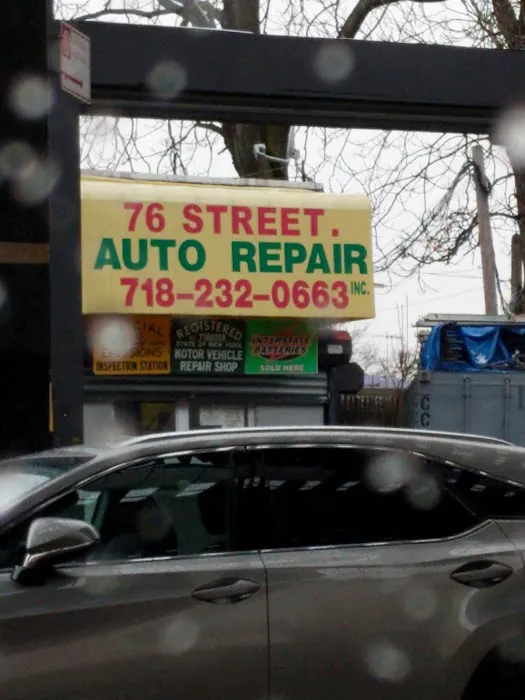 76 STREET.
AUTO REPAIR
718-232-0663 INC.
EMISSIONS
INSPECTION STATION
REGISTERED
STATE OF NEW YORK
MOTOR VEHICLE
REPAIR SHOP
INTERSTATE
BATTERIES
SOLD HERE